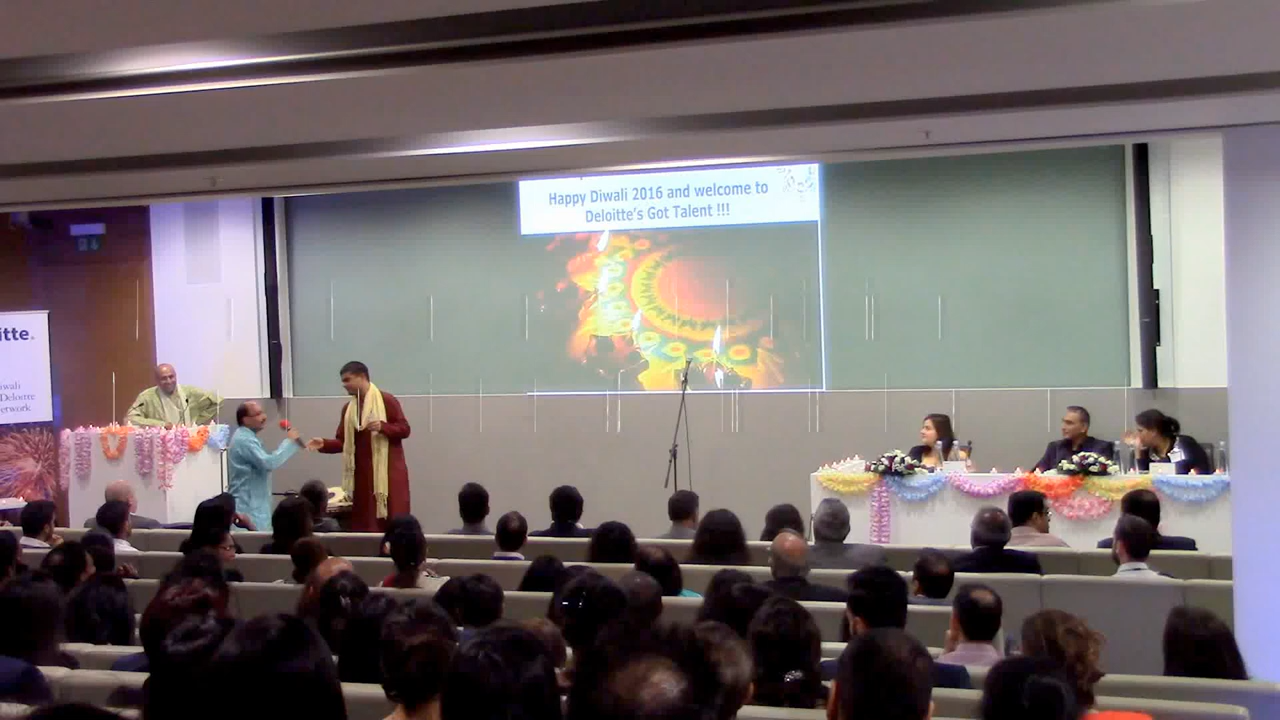 Happy Diwali 2016 and welcome to
Deloitte's Got Talent !!!
itte.
iwali
Deloitte
etwork